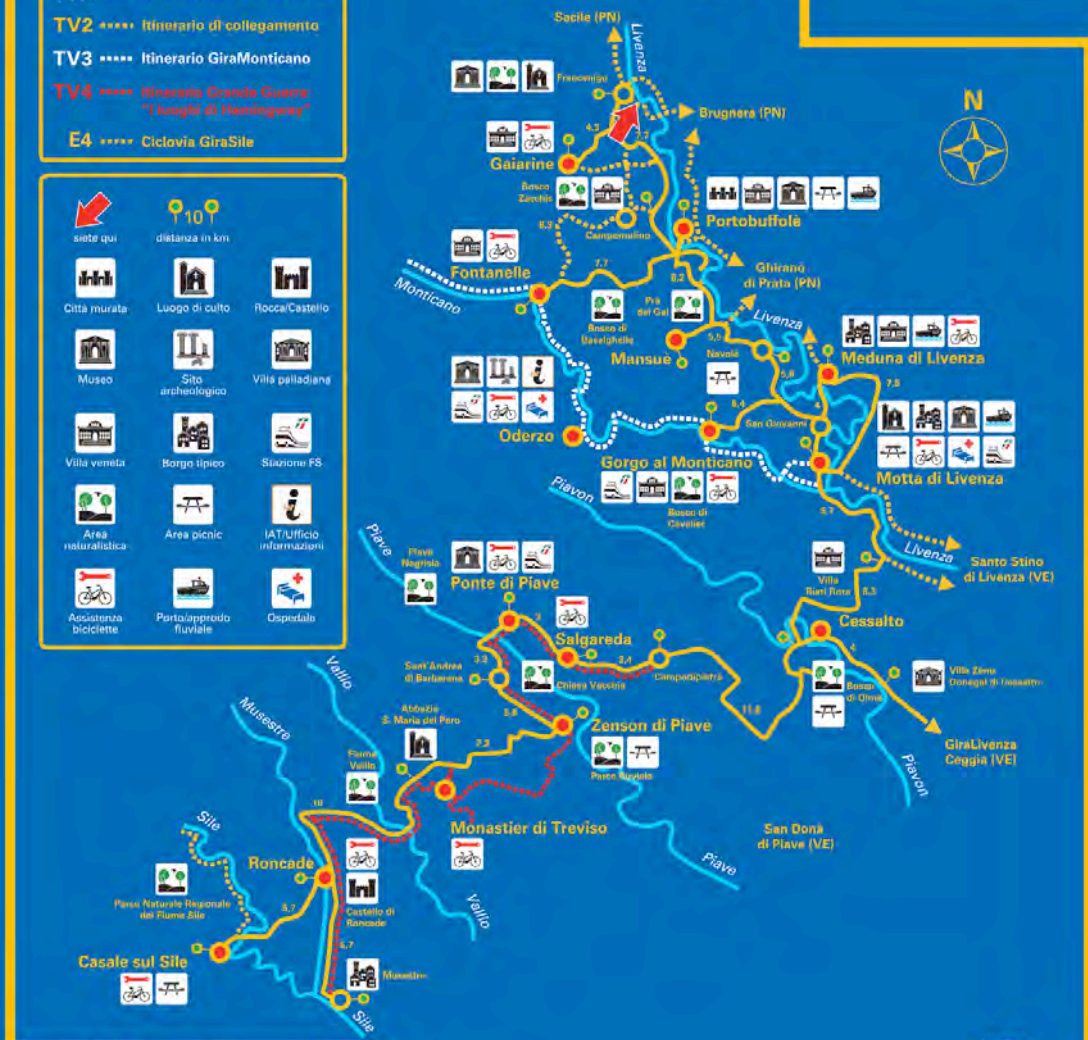 TV2 ..... Itinerario di collegamento
TV3 ..... Itinerario GiraMonticano
TV4 ..... Itinerario Grande Guerra
"I luoghi di Hemingway"
E4 ..... Ciclovia GiraSile
siete qui
10
distanza in km
Città murata
Luogo di culto
Rocca/Castello
Museo
Sito
archeologico
Villa palladiana
Villa veneta
Borgo tipico
Stazione FS
Area
naturalistica
Area picnic
i
IAT/Ufficio
informazioni
Assistenza
biciclette
Porto/approdo
fluviale
Ospedale
Sacile (PN)
Livenza
Francenigo
Brugnera (PN)
N
4,3
7,7
Gaiarine
Bosco
Zacchis
Campomolino
Portobuffolè
8,3
Fontanelle
Monticano
7,7
8,2
Ghirano
di Prata (PN)
Bosco di
Basalghelle
Prà
dei Gai
Livenza
Mansuè
5,5
Navolè
5,8
Meduna di Livenza
7,8
4
i
Oderzo
8,4
San Giovanni
Gorgo al Monticano
Bosco di
Cavalier
Motta di Livenza
Piavon
5,7
Livenza
Santo Stino
di Livenza (VE)
Piave
Piave
Negrisia
Ponte di Piave
Villa
8,3
Cessalto
3
Salgareda
3,4
Campodipietra
4
Villa Zeno
3,2
Sant'Andrea
di Barbarana
Chiesa Vecchia
Bosco
di Olmè
11,6
Vallio
Musestre
Abbazia
S. Maria del Pero
5,8
Zenson di Piave
Parco fluviale
7,3
GiraLivenza
Ceggia (VE)
Fiume
Vallio
Piavon
10
Monastier di Treviso
San Donà
di Piave (VE)
Piave
Sile
Roncade
Vallio
Parco Naturale Regionale
del Fiume Sile
5,7
Castello di
Roncade
Casale sul Sile
5,7
Musestre
Sile